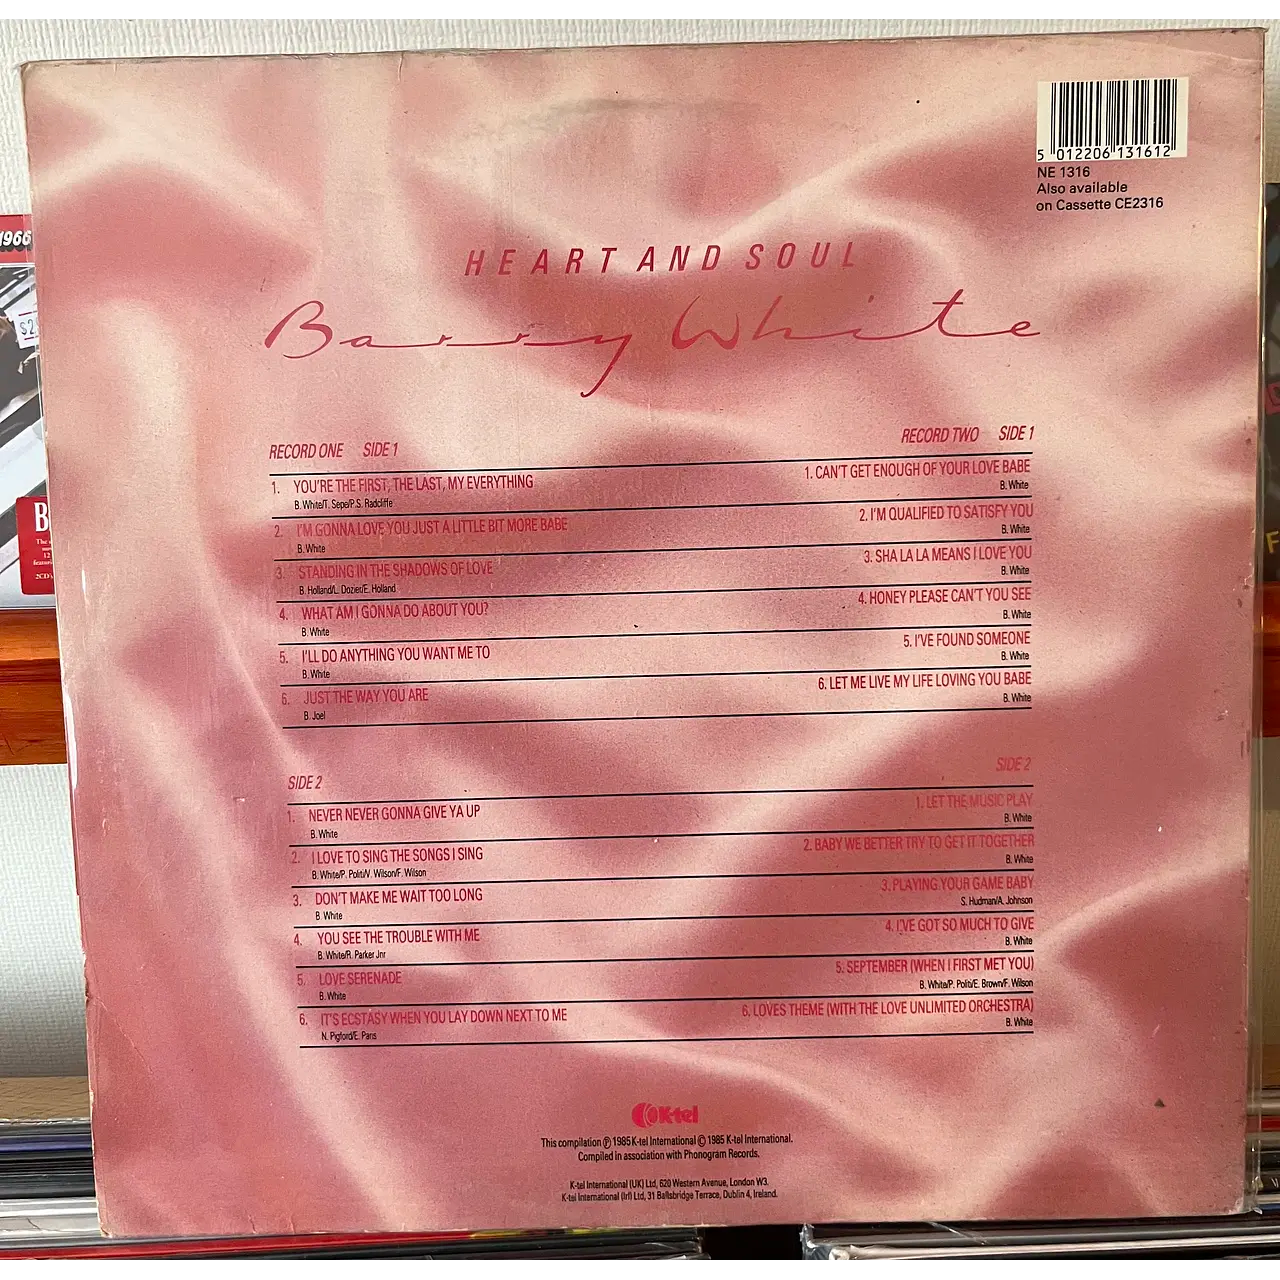 5 012206 131612
NE 1316
Also available
on Cassette CE2316
HEART AND SOUL
Barry White
RECORD ONE SIDE 1
1. YOU'RE THE FIRST, THE LAST, MY EVERYTHING
B. White/T. Sepe/P.S. Radcliffe
2. I'M GONNA LOVE YOU JUST A LITTLE BIT MORE BABE
B. White
3. STANDING IN THE SHADOWS OF LOVE
B. Holland/L. Dozier/E. Holland
4. WHAT AM I GONNA DO ABOUT YOU?
B. White
5. I'LL DO ANYTHING YOU WANT ME TO
B. White
6. JUST THE WAY YOU ARE
B. Joel
SIDE 2
1. NEVER NEVER GONNA GIVE YA UP
B. White
2. I LOVE TO SING THE SONGS I SING
B. White/P. Politi/V. Wilson/F. Wilson
3. DON'T MAKE ME WAIT TOO LONG
B. White
4. YOU SEE THE TROUBLE WITH ME
B. White/R. Parker Jnr
5. LOVE SERENADE
B. White
6. IT'S ECSTASY WHEN YOU LAY DOWN NEXT TO ME
N. Pigford/E. Paris
RECORD TWO SIDE 1
1. CAN'T GET ENOUGH OF YOUR LOVE BABE
B. White
2. I'M QUALIFIED TO SATISFY YOU
B. White
3. SHA LA LA MEANS I LOVE YOU
B. White
4. HONEY PLEASE CAN'T YOU SEE
B. White
5. I'VE FOUND SOMEONE
B. White
6. LET ME LIVE MY LIFE LOVING YOU BABE
B. White
SIDE 2
1. LET THE MUSIC PLAY
B. White
2. BABY WE BETTER TRY TO GET IT TOGETHER
B. White
3. PLAYING YOUR GAME BABY
S. Hudman/A. Johnson
4. I'VE GOT SO MUCH TO GIVE
B. White
5. SEPTEMBER (WHEN I FIRST MET YOU)
B. White/P. Politi/E. Brown/F. Wilson
6. LOVES THEME (WITH THE LOVE UNLIMITED ORCHESTRA)
B. White
K-tel
This compilation Ⓟ 1985 K-tel International © 1985 K-tel International.
Compiled in association with Phonogram Records.
K-tel International (UK) Ltd, 620 Western Avenue, London W3.
K-tel International (Irl) Ltd, 31 Ballsbridge Terrace, Dublin 4, Ireland.
1966